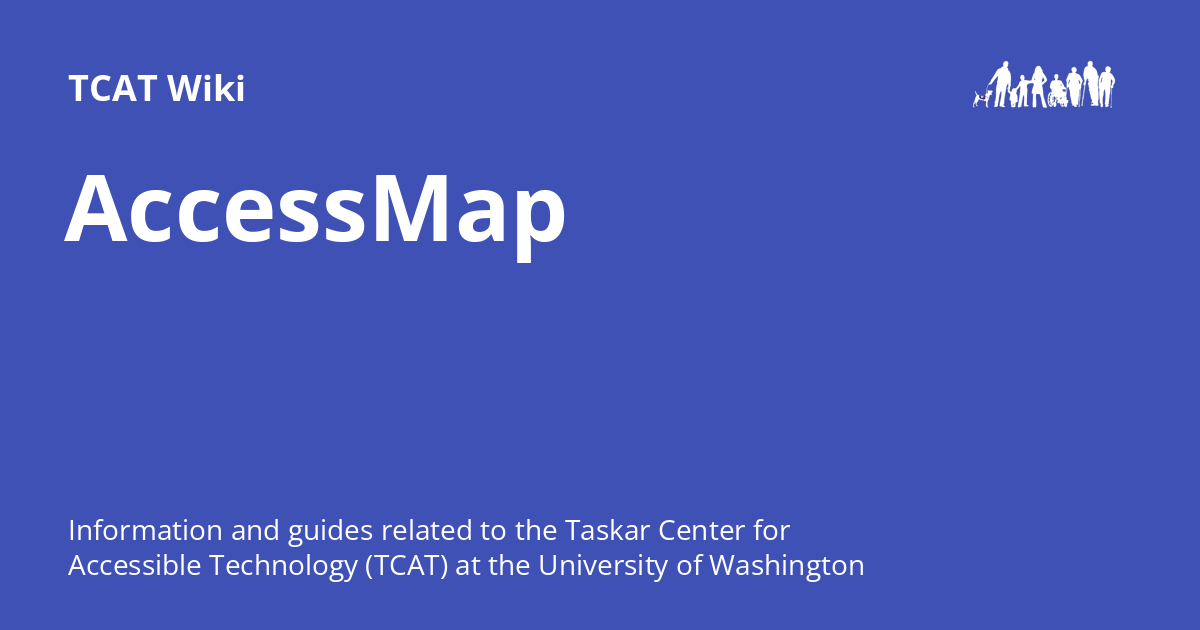 TCAT Wiki
AccessMap
Information and guides related to the Taskar Center for
Accessible Technology (TCAT) at the University of Washington